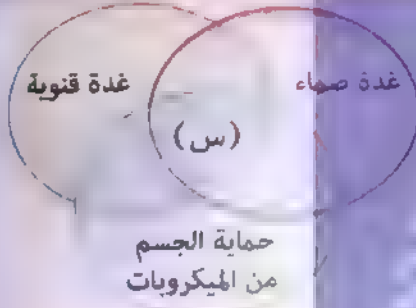 غدة صماء
غدة قنوية
(س)
حماية الجسم
من الميكروبات